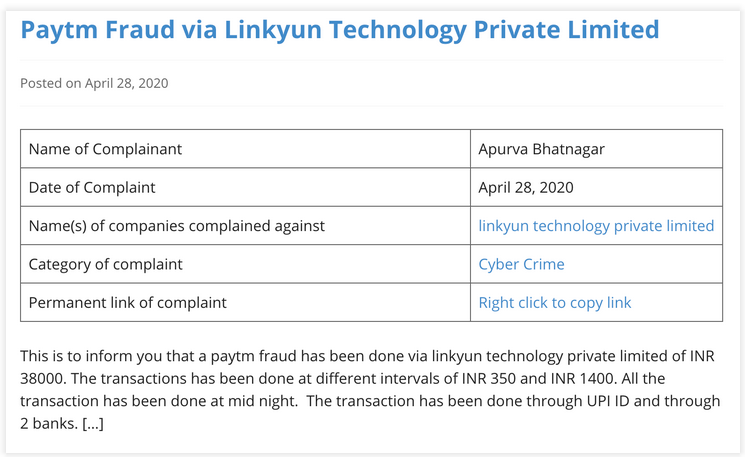 Paytm Fraud via Linkyun Technology Private Limited
Posted on April 28, 2020
Name of Complainant Apurva Bhatnagar
Date of Complaint April 28, 2020
Name(s) of companies complained against linkyun technology private limited
Category of complaint Cyber Crime
Permanent link of complaint Right click to copy link
This is to inform you that a paytm fraud has been done via linkyun technology private limited of INR
38000. The transactions has been done at different intervals of INR 350 and INR 1400. All the
transaction has been done at mid night.  The transaction has been done through UPI ID and through
2 banks. [...]